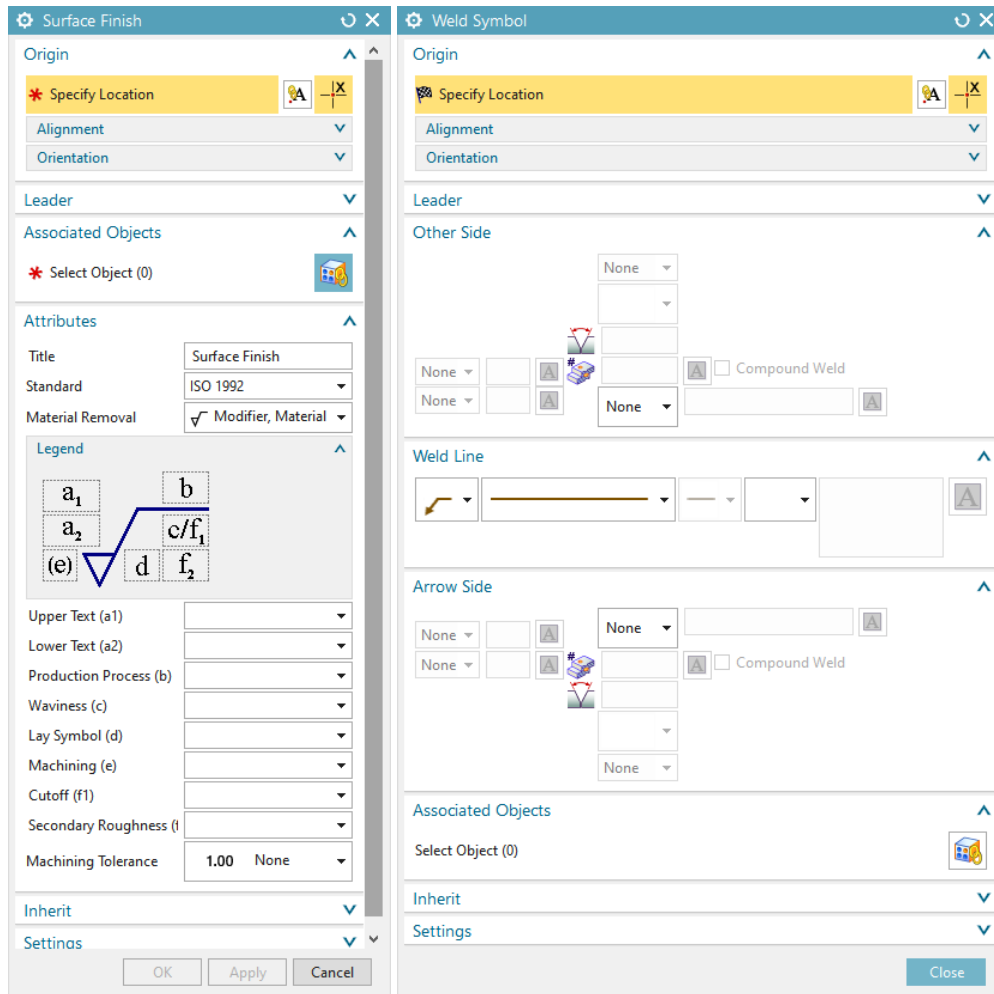 Surface Finish
Origin
Specify Location
A
X
Alignment
Orientation
Leader
Associated Objects
Select Object (0)
Attributes
Title Surface Finish
Standard ISO 1992
Material Removal Modifier, Material
Legend
a1 b
a2 c/f1
(e) d f2
Upper Text (a1)
Lower Text (a2)
Production Process (b)
Waviness (c)
Lay Symbol (d)
Machining (e)
Cutoff (f1)
Secondary Roughness (f
Machining Tolerance 1.00 None
Inherit
Settings
OK Apply Cancel
Weld Symbol
Origin
Specify Location
A
X
Alignment
Orientation
Leader
Other Side
None
None A # A Compound Weld
None A None A
Weld Line
A
Arrow Side
None A None A
None A # A Compound Weld
None
Associated Objects
Select Object (0)
Inherit
Settings
Close